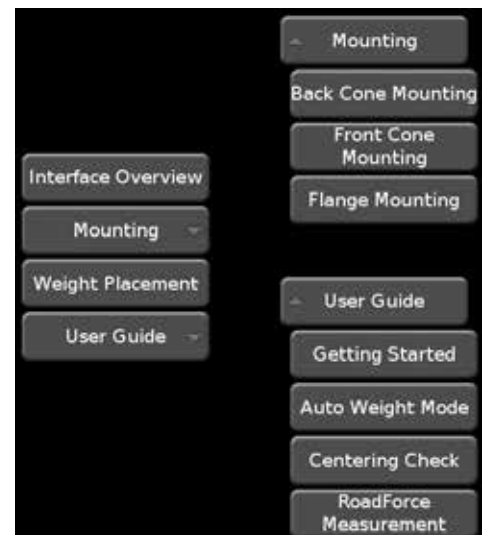 Interface Overview
Mounting
Weight Placement
User Guide
Mounting
Back Cone Mounting
Front Cone
Mounting
Flange Mounting
User Guide
Getting Started
Auto Weight Mode
Centering Check
RoadForce
Measurement